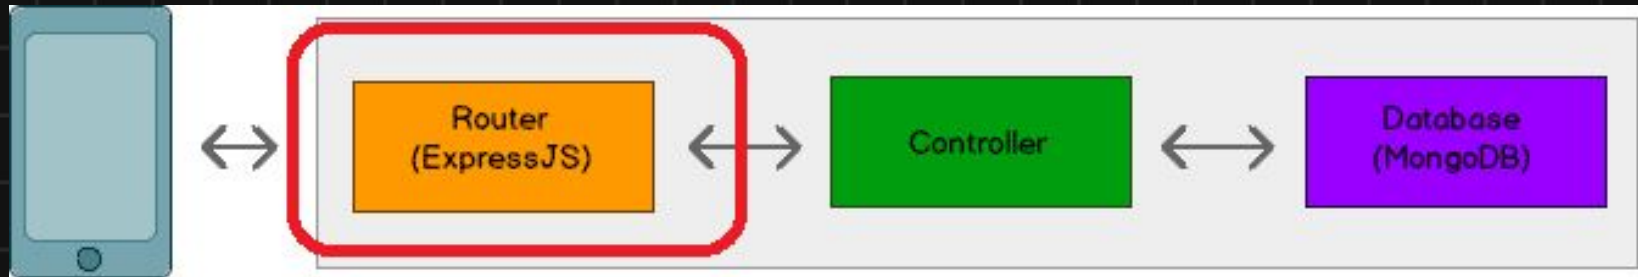 Router
(ExpressJS)
Controller
Database
(MongoDB)